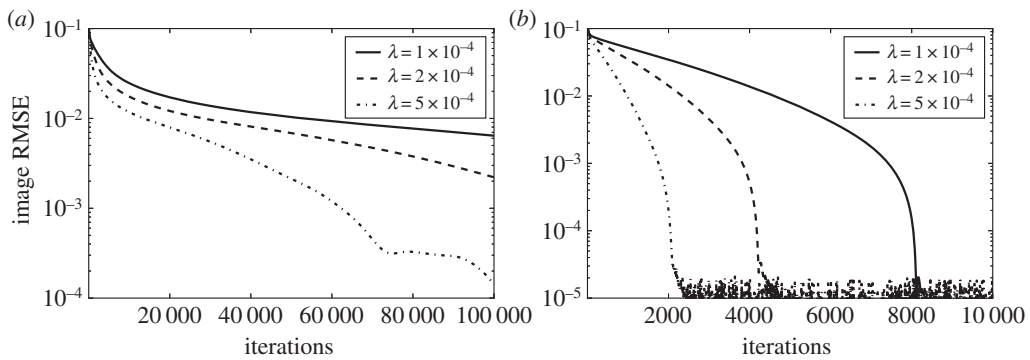 (a)
10⁻¹
10⁻²
10⁻³
10⁻⁴
image RMSE
λ = 1 × 10⁻⁴
λ = 2 × 10⁻⁴
λ = 5 × 10⁻⁴
20 000 40 000 60 000 80 000 100 000
iterations
(b)
10⁻¹
10⁻²
10⁻³
10⁻⁴
10⁻⁵
λ = 1 × 10⁻⁴
λ = 2 × 10⁻⁴
λ = 5 × 10⁻⁴
2000 4000 6000 8000 10 000
iterations